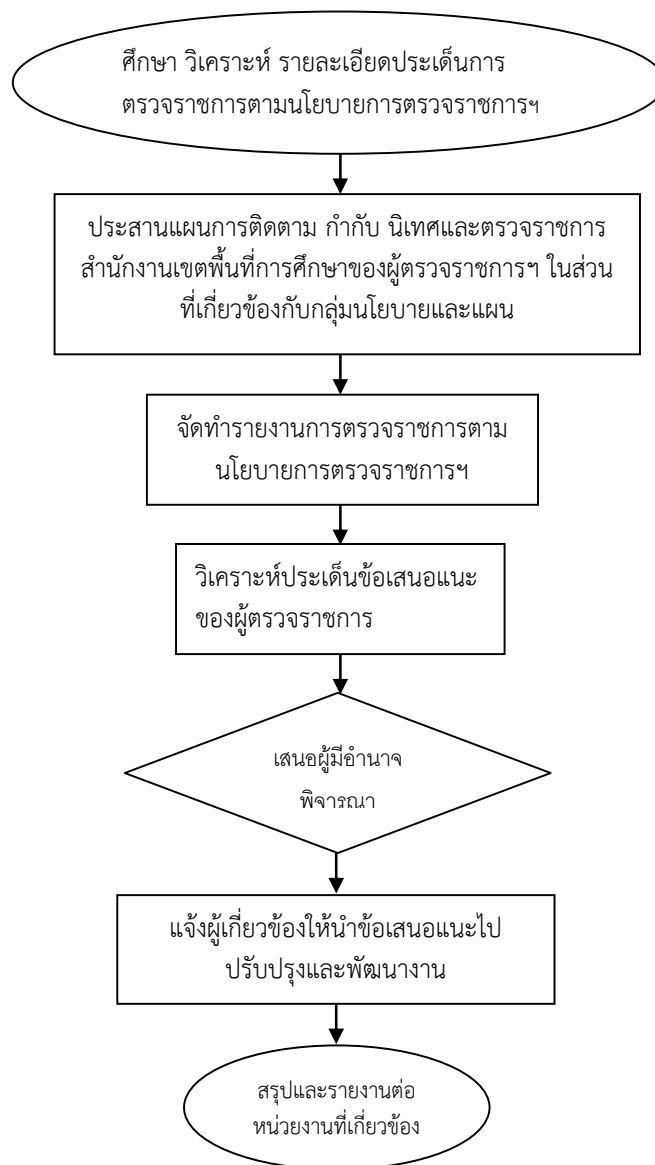 ศึกษา วิเคราะห์ รายละเอียดประเด็นการ
ตรวจราชการตามนโยบายการตรวจราชการฯ
ประสานแผนการติดตาม กำกับ นิเทศและตรวจราชการ
สำนักงานเขตพื้นที่การศึกษาของผู้ตรวจราชการฯ ในส่วน
ที่เกี่ยวข้องกับกลุ่มนโยบายและแผน
จัดทำรายงานการตรวจราชการตาม
นโยบายการตรวจราชการฯ
วิเคราะห์ประเด็นข้อเสนอแนะ
ของผู้ตรวจราชการ
เสนอผู้มีอำนาจ
พิจารณา
แจ้งผู้เกี่ยวข้องให้นำข้อเสนอแนะไป
ปรับปรุงและพัฒนางาน
สรุปและรายงานต่อ
หน่วยงานที่เกี่ยวข้อง